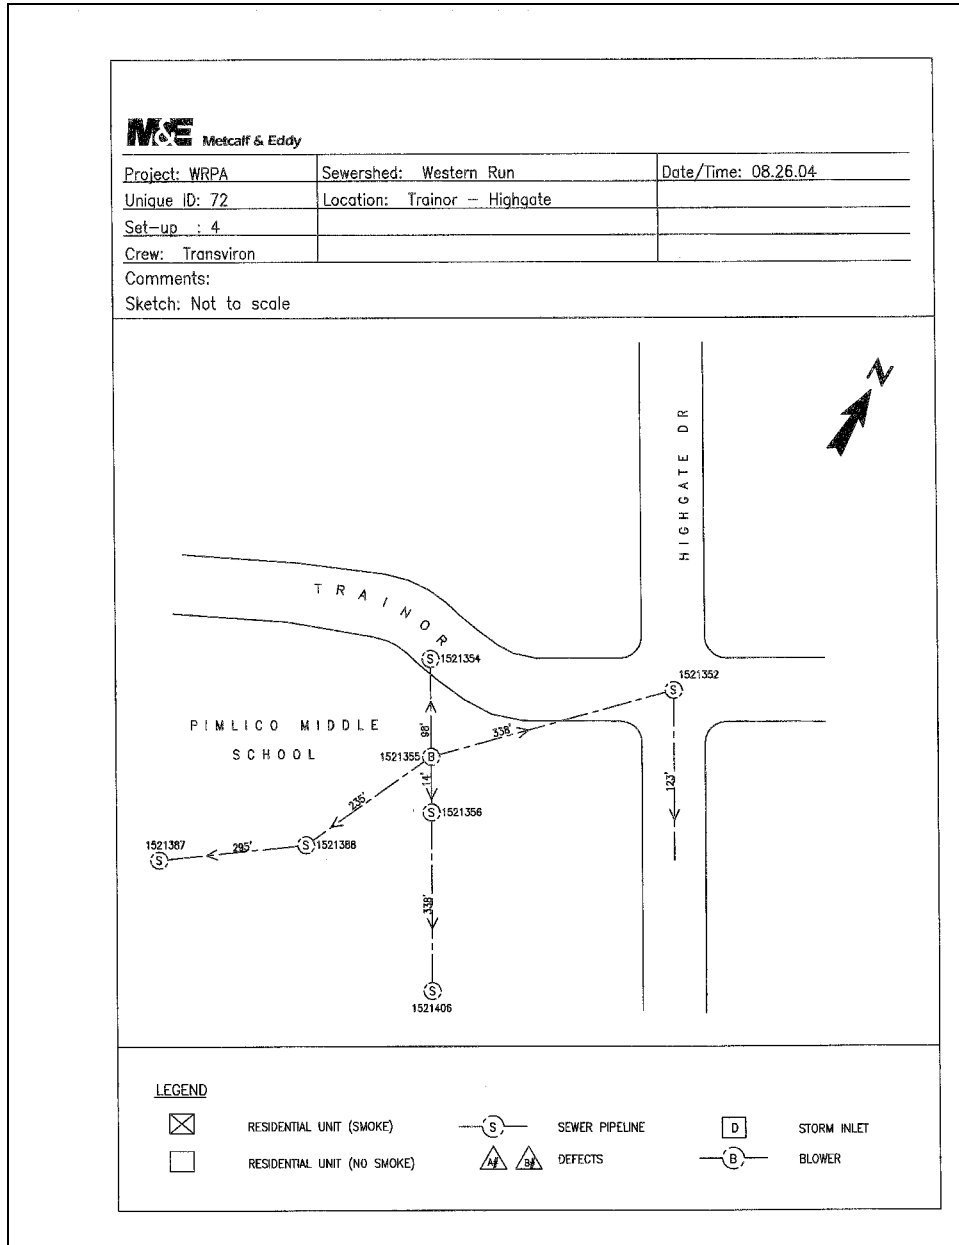 M&E Metcalf & Eddy
Project: WRPA
Sewershed: Western Run
Date/Time: 08.26.04
Unique ID: 72
Location: Trainor - Highgate
Set-up : 4
Crew: Transviron
Comments:
Sketch: Not to scale
N
HIGHGATE DR
TRAINOR
S 1521354
1521352
S
PIMLICO MIDDLE
SCHOOL
98'
338'
123'
1521355 B
14'
235'
S 1521356
1521387
S
295'
S 1521388
338'
S
1521406
LEGEND
RESIDENTIAL UNIT (SMOKE)
S SEWER PIPELINE
D STORM INLET
RESIDENTIAL UNIT (NO SMOKE)
A# B# DEFECTS
B BLOWER